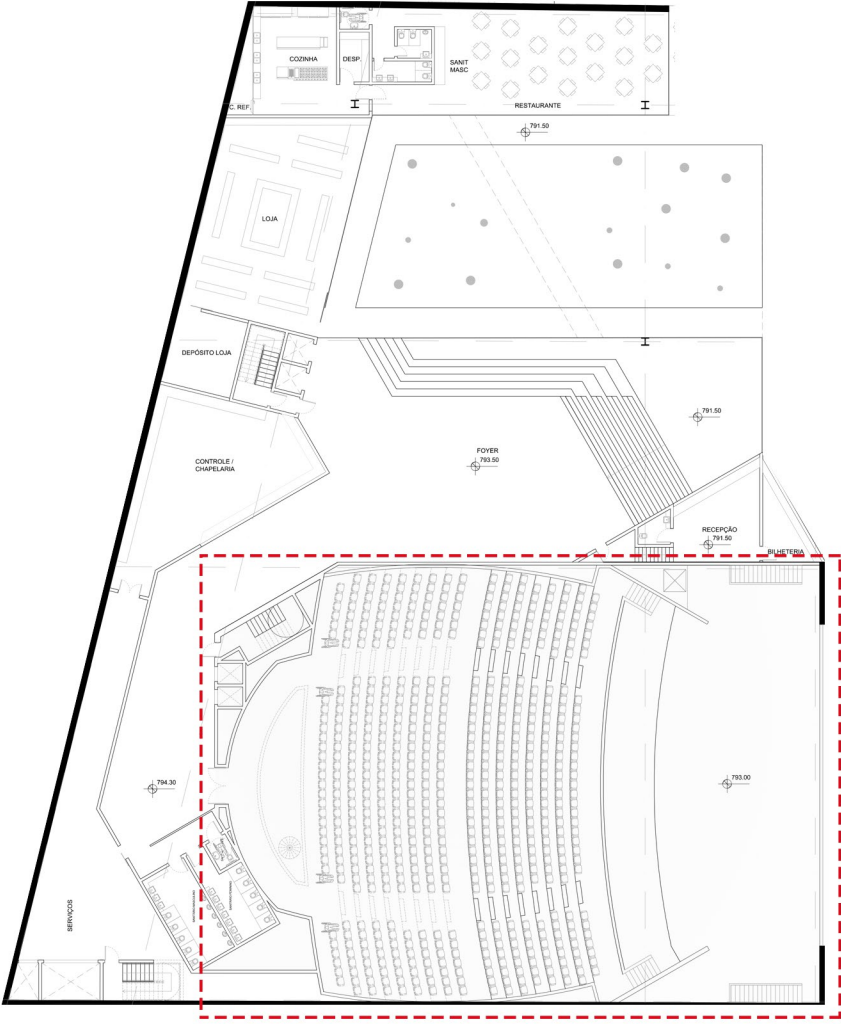 COZINHA
DESP.
SANIT
MASC
C. REF.
RESTAURANTE
791.50
LOJA
DEPÓSITO LOJA
791.50
CONTROLE /
CHAPELARIA
FOYER
793.50
RECEPÇÃO
791.50
BILHETERIA
794.30
793.00
SERVIÇOS